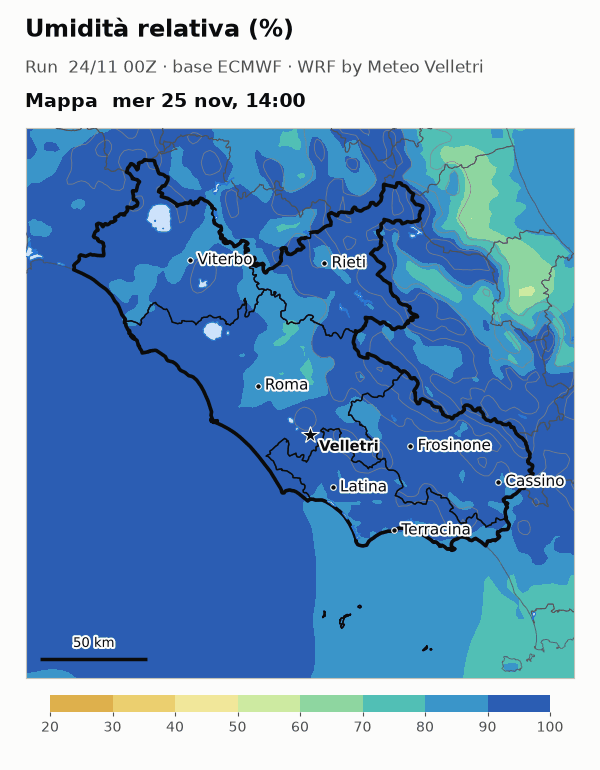 Umidità relativa (%)
Run  24/11 00Z · base ECMWF · WRF by Meteo Velletri
Mappa  mer 25 nov, 14:00
Viterbo
Rieti
Roma
Velletri
Frosinone
Cassino
Latina
Terracina
50 km
20 30 40 50 60 70 80 90 100